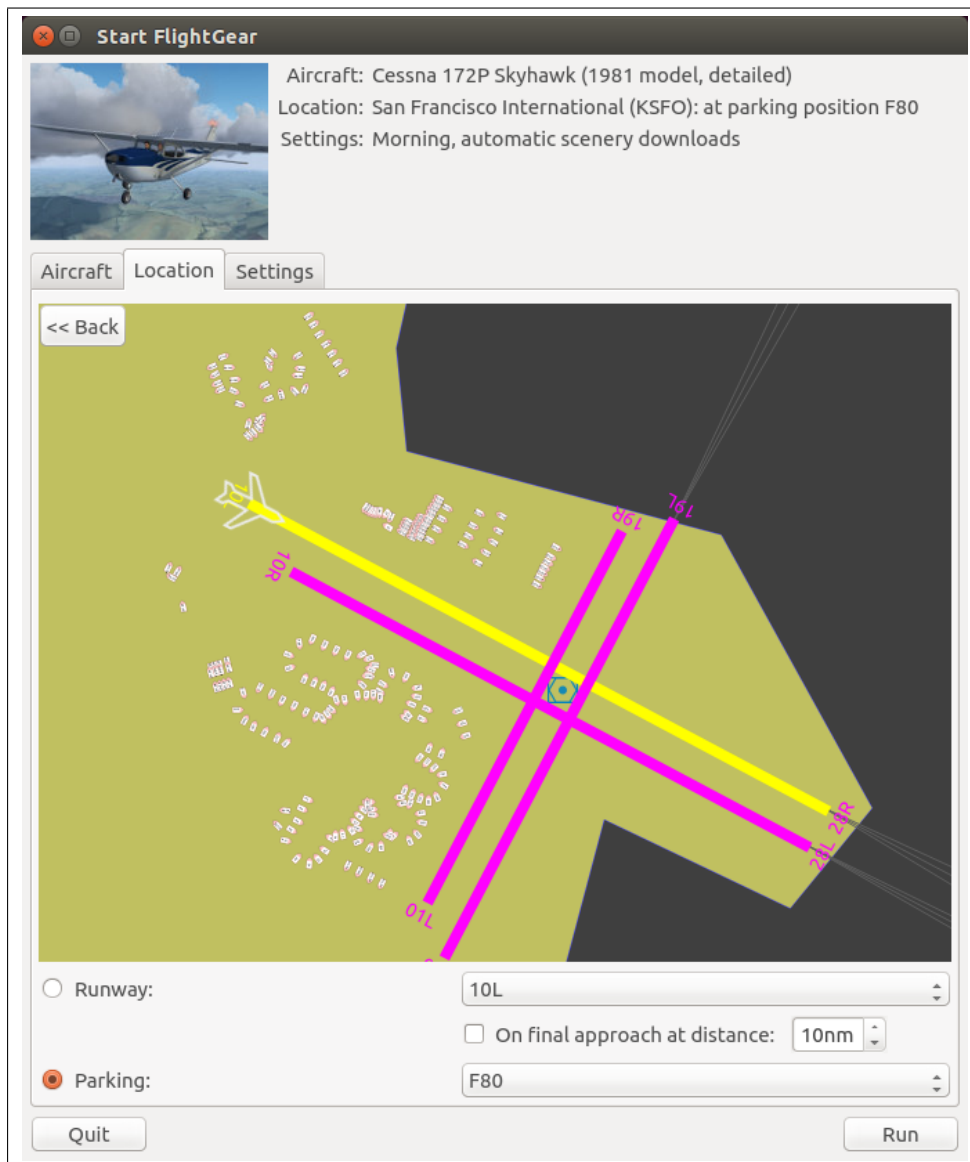 Start FlightGear
Aircraft: Cessna 172P Skyhawk (1981 model, detailed)
Location: San Francisco International (KSFO): at parking position F80
Settings: Morning, automatic scenery downloads
Aircraft Location Settings
<< Back
10L
19R
19L
10R
28R
28L
01L
Runway: 10L
On final approach at distance: 10nm
Parking: F80
Quit Run